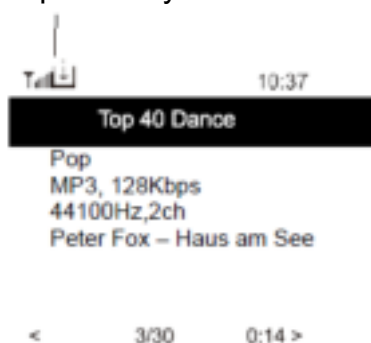 10:37
Top 40 Dance
Pop
MP3, 128Kbps
44100Hz,2ch
Peter Fox – Haus am See
< 3/30 0:14 >